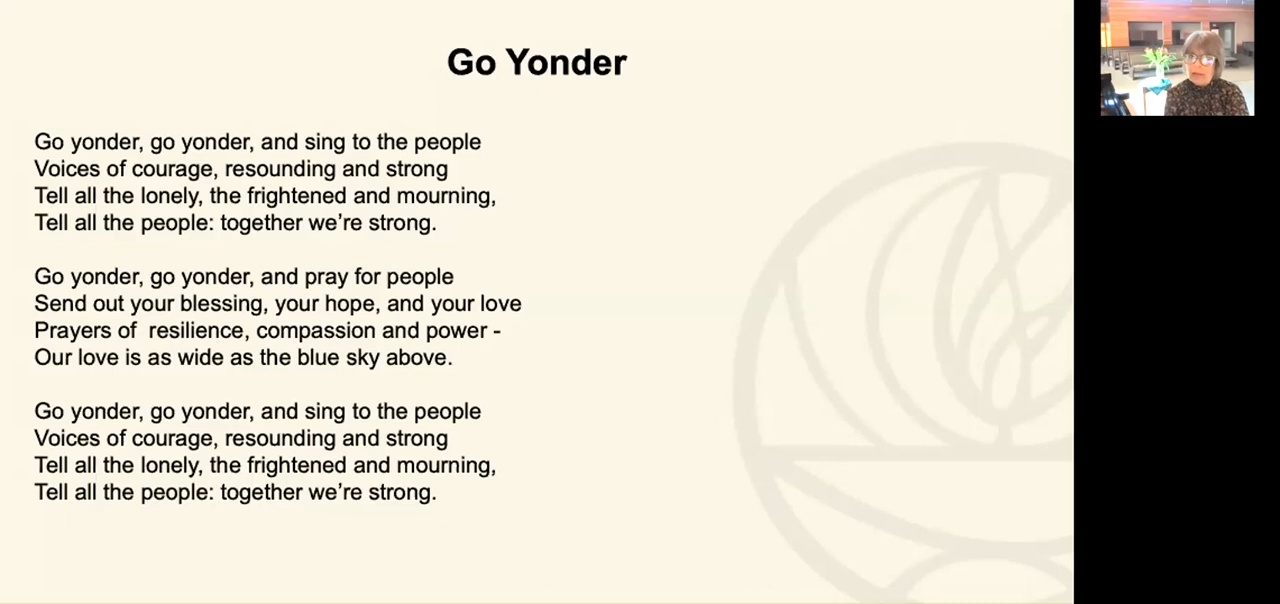 Go Yonder
Go yonder, go yonder, and sing to the people
Voices of courage, resounding and strong
Tell all the lonely, the frightened and mourning,
Tell all the people: together we’re strong.
Go yonder, go yonder, and pray for people
Send out your blessing, your hope, and your love
Prayers of  resilience, compassion and power -
Our love is as wide as the blue sky above.
Go yonder, go yonder, and sing to the people
Voices of courage, resounding and strong
Tell all the lonely, the frightened and mourning,
Tell all the people: together we’re strong.